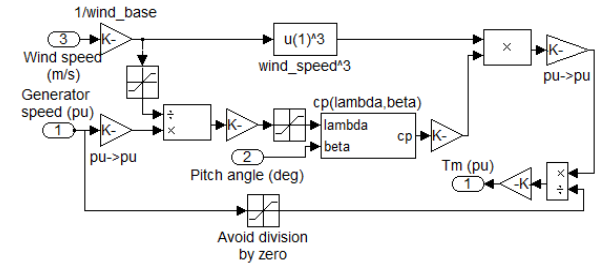 1/wind_base
3
K-
Wind speed
(m/s)
u(1)^3
wind_speed^3
×
K-
pu->pu
Generator
speed (pu)
1
K-
pu->pu
÷
×
K-
cp(lambda,beta)
lambda
beta
cp
K-
2
Pitch angle (deg)
Tm (pu)
1
-K
×
÷
Avoid division
by zero